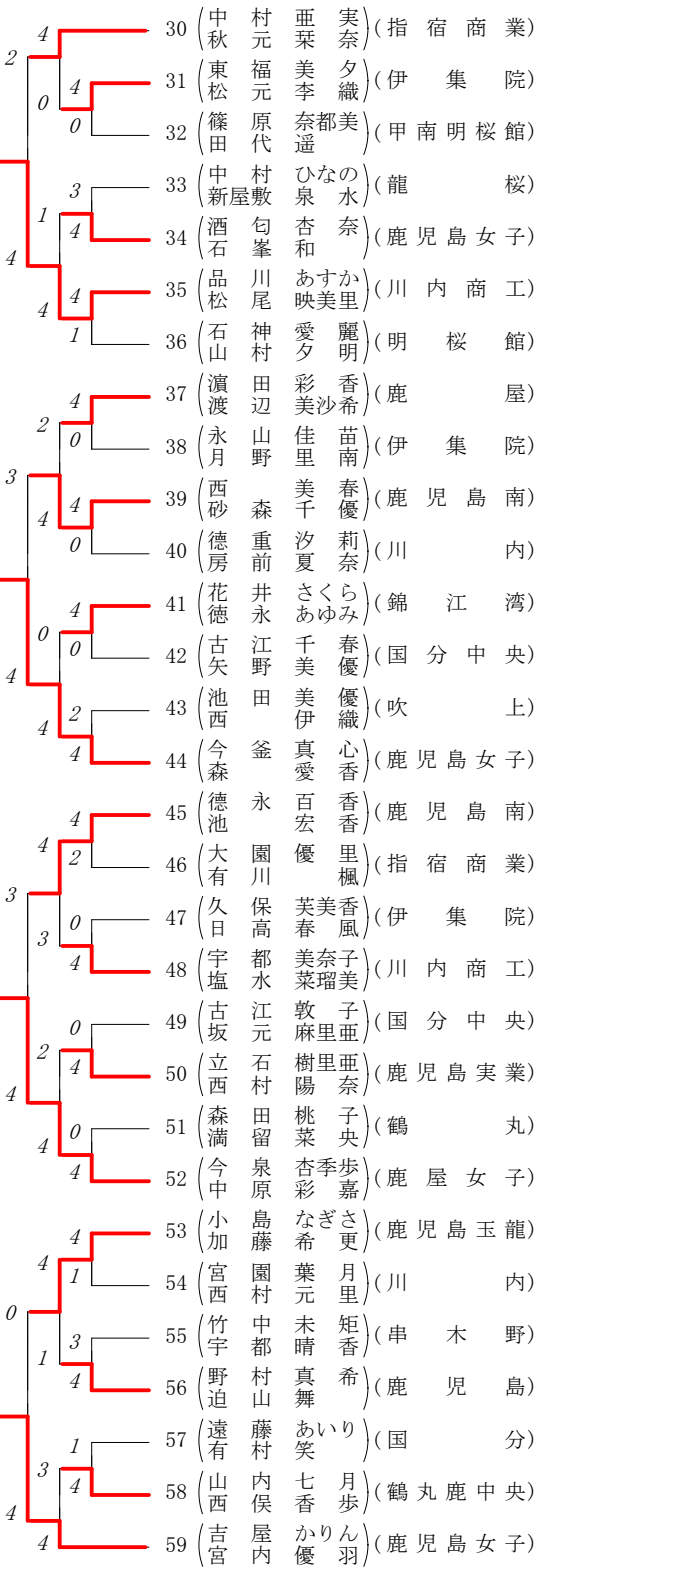 4
2
30 (中村亜実 秋元栞奈) (指宿商業)
0
4
31 (東福美夕 松元李織) (伊集院)
0
32 (篠原奈都美 田代遥) (甲南明桜館)
3
33 (中村ひなの 新屋敷泉水) (龍桜)
1
4
34 (酒匂杏奈 石峯和) (鹿児島女子)
4
4
4
35 (品川あすか 松尾映美里) (川内商工)
1
36 (石神愛麗 山村夕明) (明桜館)
4
37 (濵田彩香 渡辺美沙希) (鹿屋)
2
0
38 (永山佳苗 月野里南) (伊集院)
3
4
4
39 (西美春 砂森千優) (鹿児島南)
0
40 (德重汐莉 房前夏奈) (川内)
4
41 (花井さくら 徳永あゆみ) (錦江湾)
0
0
42 (古江千春 矢野美優) (国分中央)
4
4
2
43 (池田美優 西伊織) (吹上)
4
44 (今釜真心 森愛香) (鹿児島女子)
4
45 (德永百香 池宏香) (鹿児島南)
4
2
46 (大園優里 有川楓) (指宿商業)
3
3
0
47 (久保芙美香 日高春風) (伊集院)
4
48 (宇都美奈子 塩水菜瑠美) (川内商工)
0
49 (古江敦子 坂元麻里亜) (国分中央)
2
4
50 (立石樹里亜 西村陽奈) (鹿児島実業)
4
4
0
51 (森田桃子 満留菜央) (鶴丸)
4
52 (今泉杏季歩 中原彩嘉) (鹿屋女子)
4
53 (小島なぎさ 加藤希更) (鹿児島玉龍)
4
1
54 (宮園葉月 西村元里) (川内)
0
1
3
55 (竹中未矩 宇都晴香) (串木野)
4
56 (野村真希 迫山舞) (鹿児島)
1
57 (遠藤あいり 有村笑) (国分)
3
4
58 (山内七月 西俣香歩) (鶴丸鹿中央)
4
4
59 (吉屋かりん 宮内優羽) (鹿児島女子)